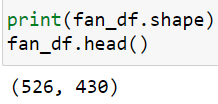 print(fan_df.shape)
fan_df.head()
(526, 430)